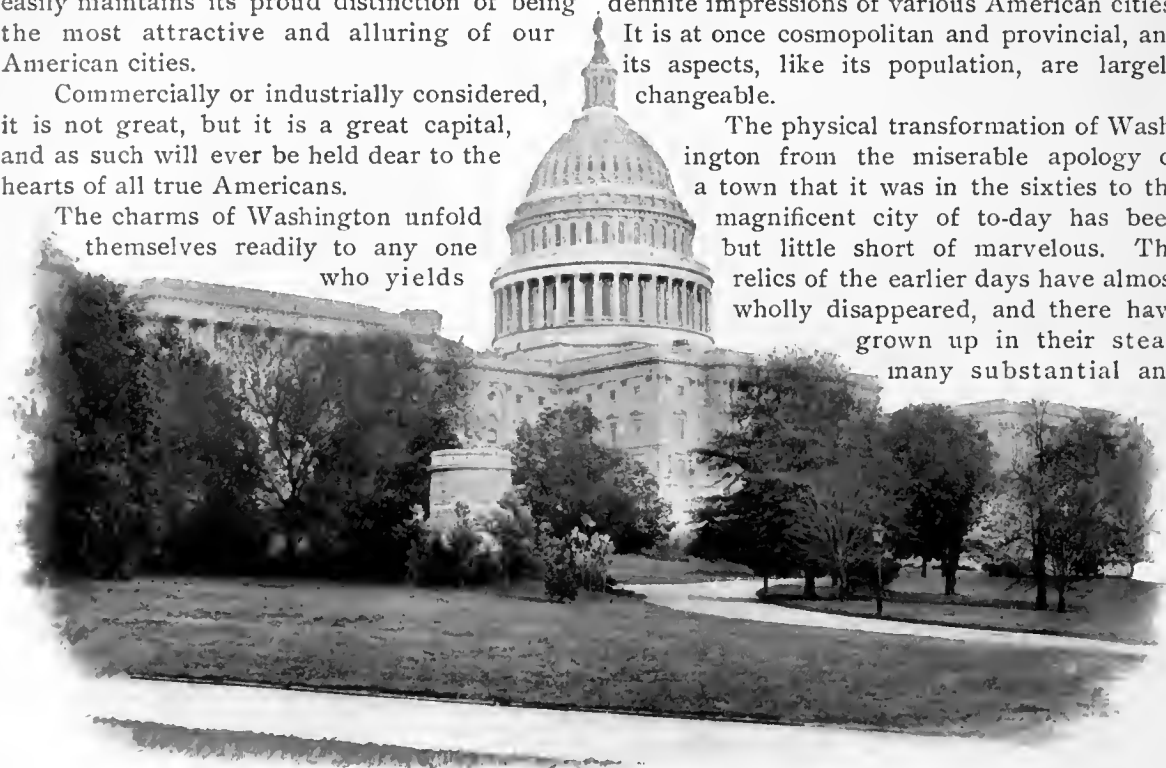 easily maintains its proud distinction of being
the most attractive and alluring of our
American cities.
Commercially or industrially considered,
it is not great, but it is a great capital,
and as such will ever be held dear to the
hearts of all true Americans.
The charms of Washington unfold
themselves readily to any one
who yields
definite impressions of various American cities
It is at once cosmopolitan and provincial, an
its aspects, like its population, are largel
changeable.
The physical transformation of Wash
ington from the miserable apology
a town that it was in the sixties to th
magnificent city of to-day has bee
but little short of marvelous. Th
relics of the earlier days have almos
wholly disappeared, and there hav
grown up in their stea
many substantial an